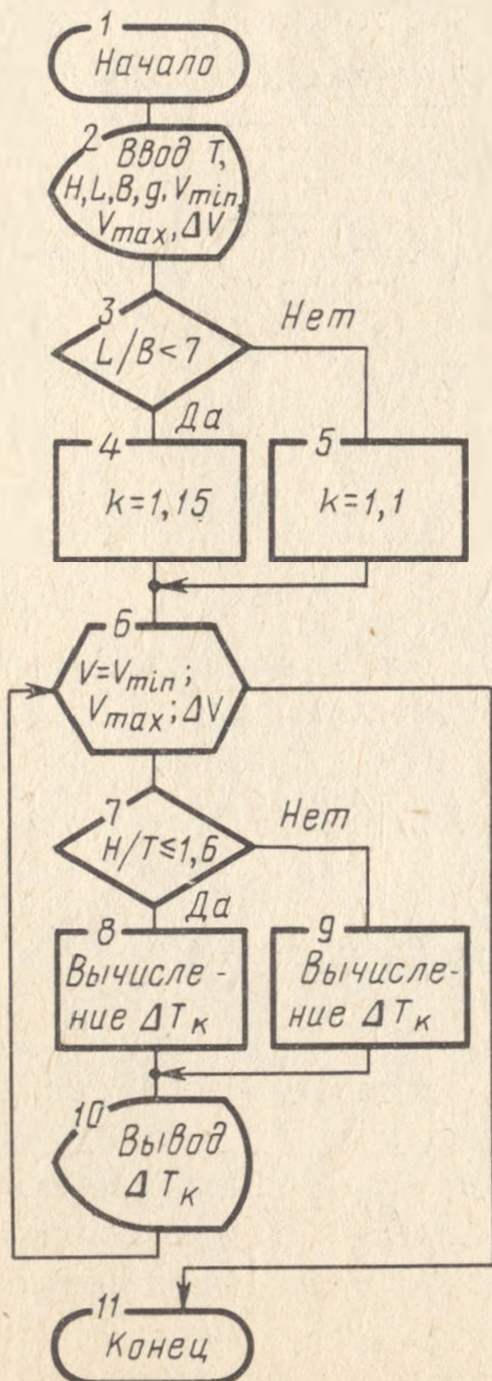 1
Начало
2
Ввод T,
H,L,B,g,Vmin,
Vmax,ΔV
3
L/B<7
Нет
Да
4
k=1,15
5
k=1,1
6
V=Vmin;
Vmax;ΔV
7
H/T≤1,6
Нет
Да
8
Вычисле-
ние ΔTк
9
Вычисле-
ние ΔTк
10
Вывод
ΔTк
11
Конец